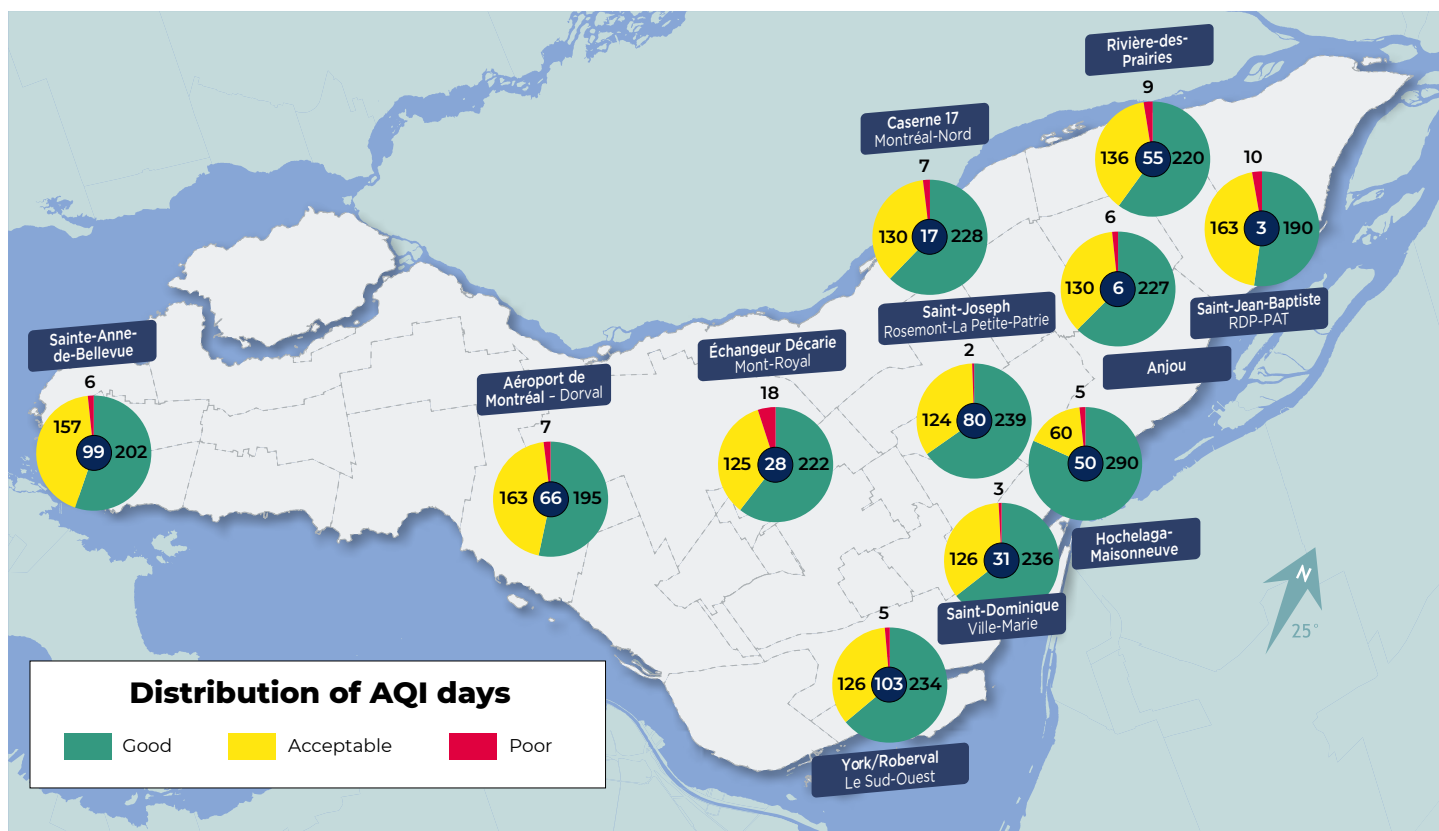 Rivière-des-
Prairies
9
136
55
220
Caserne 17
Montréal-Nord
7
130
17
228
10
163
3
190
Saint-Jean-Baptiste
RDP-PAT
6
130
6
227
Anjou
Saint-Joseph
Rosemont-La Petite-Patrie
2
124
80
239
Échangeur Décarie
Mont-Royal
18
125
28
222
Sainte-Anne-
de-Bellevue
6
157
99
202
Aéroport de
Montréal – Dorval
7
163
66
195
5
60
50
290
Hochelaga-
Maisonneuve
3
126
31
236
Saint-Dominique
Ville-Marie
5
126
103
234
York/Roberval
Le Sud-Ouest
N
25°
Distribution of AQI days
Good
Acceptable
Poor